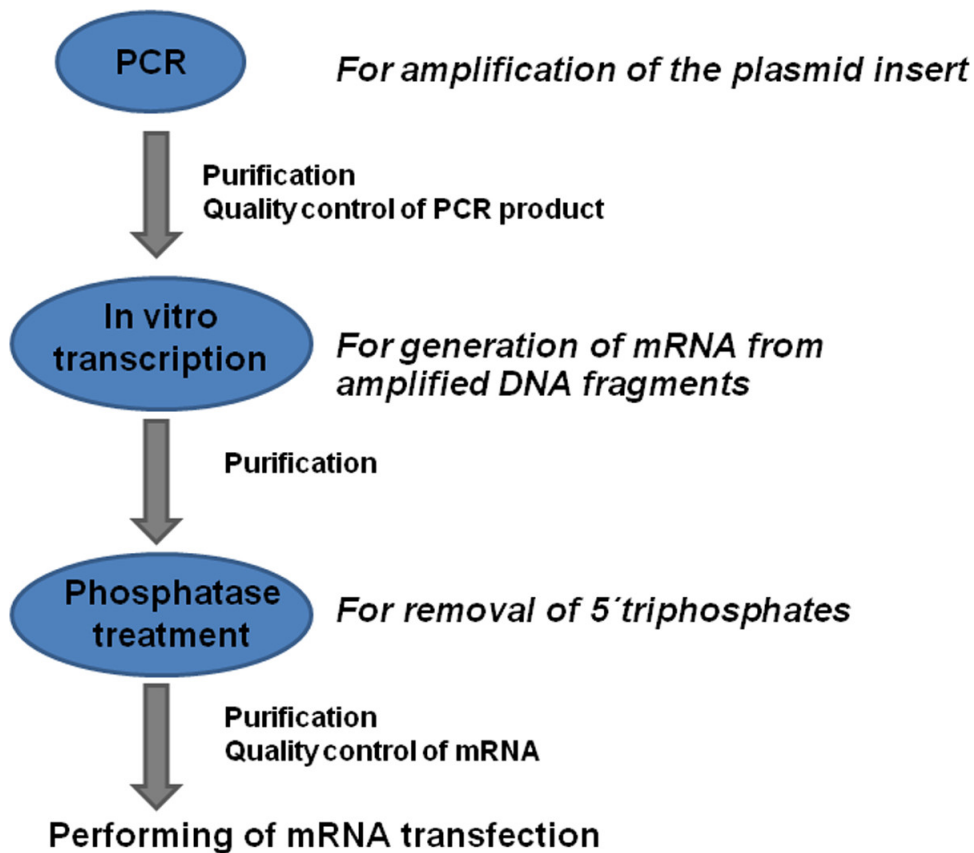 PCR
For amplification of the plasmid insert
Purification
Quality control of PCR product
In vitro
transcription
For generation of mRNA from
amplified DNA fragments
Purification
Phosphatase
treatment
For removal of 5´triphosphates
Purification
Quality control of mRNA
Performing of mRNA transfection